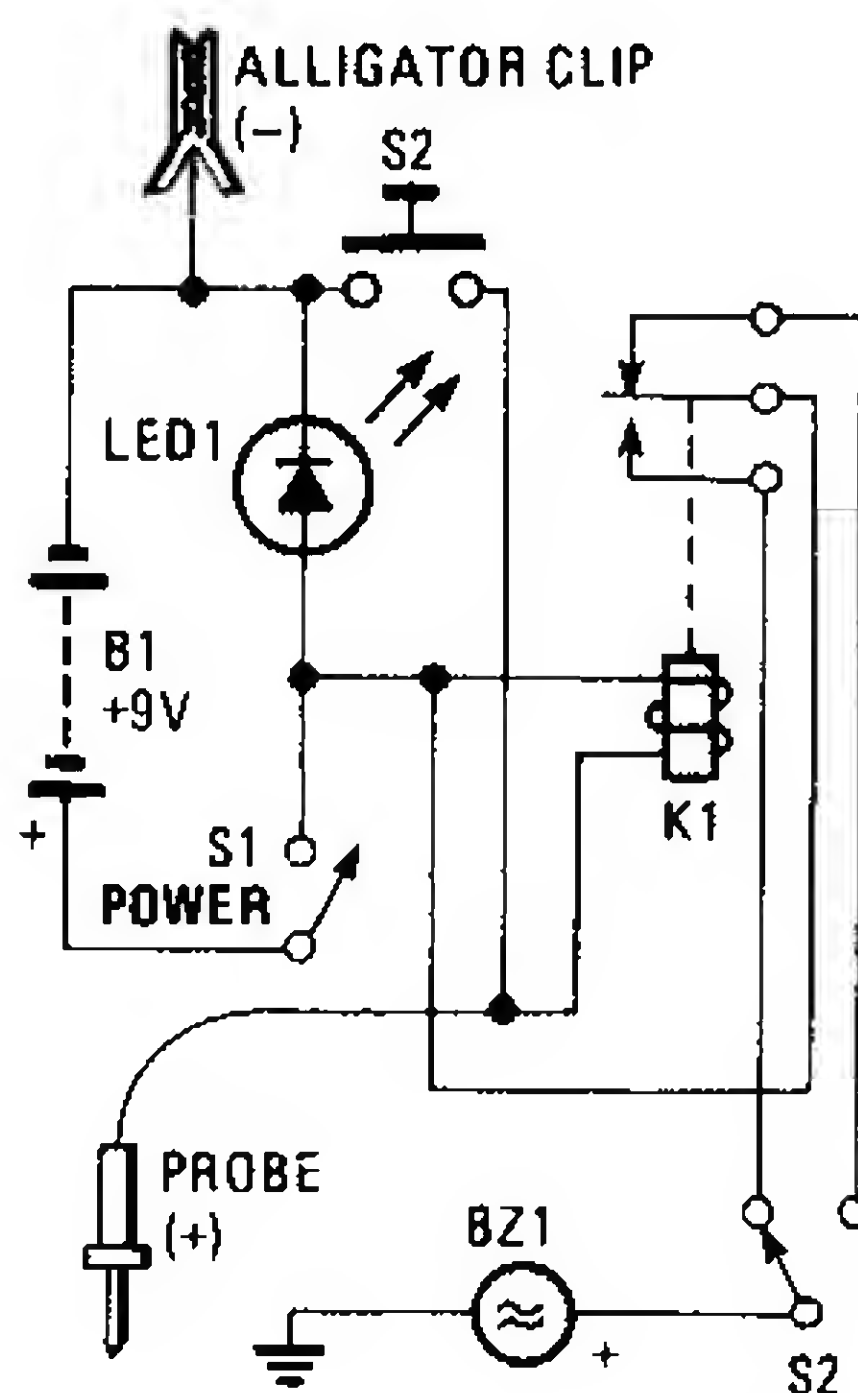 ALLIGATOR CLIP
(–)
S2
LED1
B1
+9V
+
S1
POWER
K1
PROBE
(+)
BZ1
+
S2